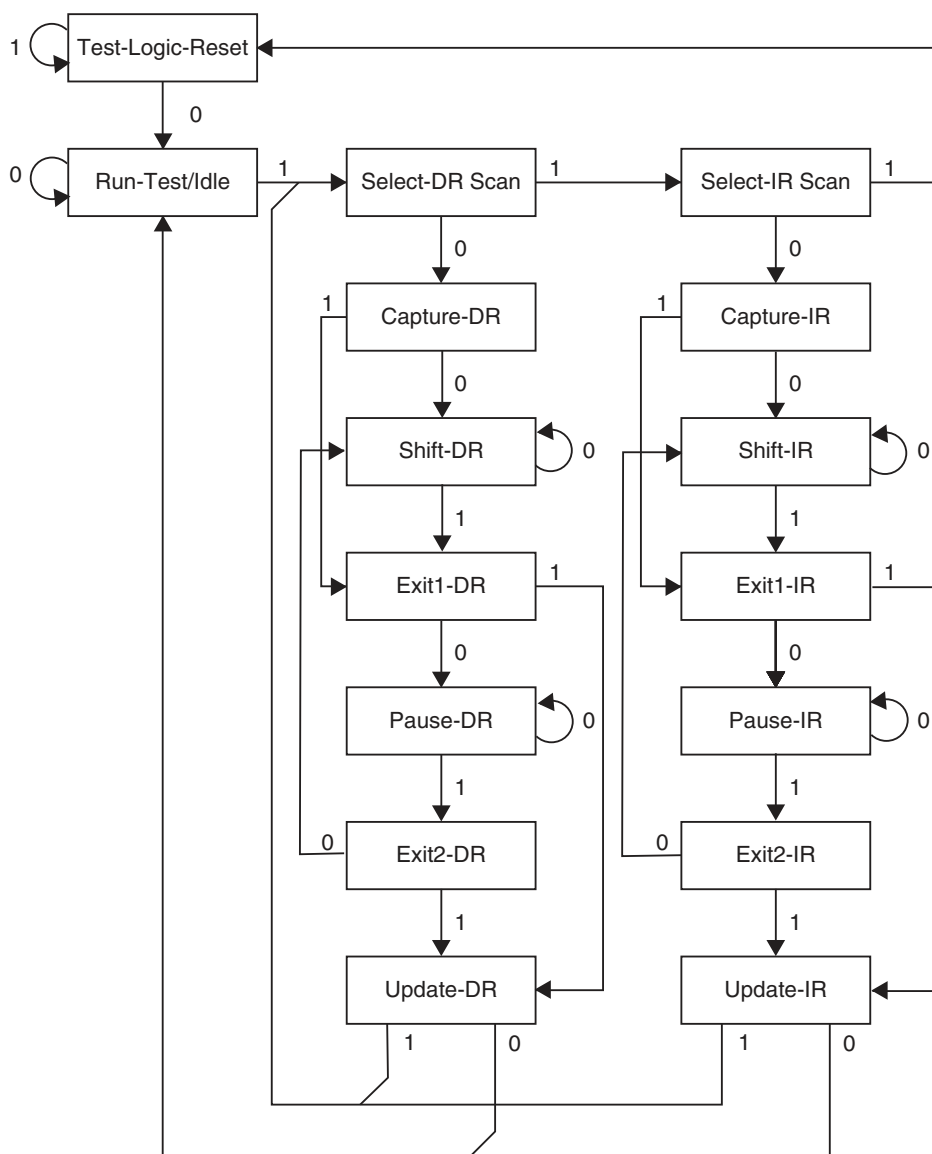 1 Test-Logic-Reset
0
0 Run-Test/Idle 1 Select-DR Scan 1 Select-IR Scan 1
0 0
1 Capture-DR 1 Capture-IR
0 0
Shift-DR 0 Shift-IR 0
1 1
Exit1-DR 1 Exit1-IR 1
0 0
Pause-DR 0 Pause-IR 0
1 1
0 Exit2-DR 0 Exit2-IR
1 1
Update-DR Update-IR
1 0 1 0